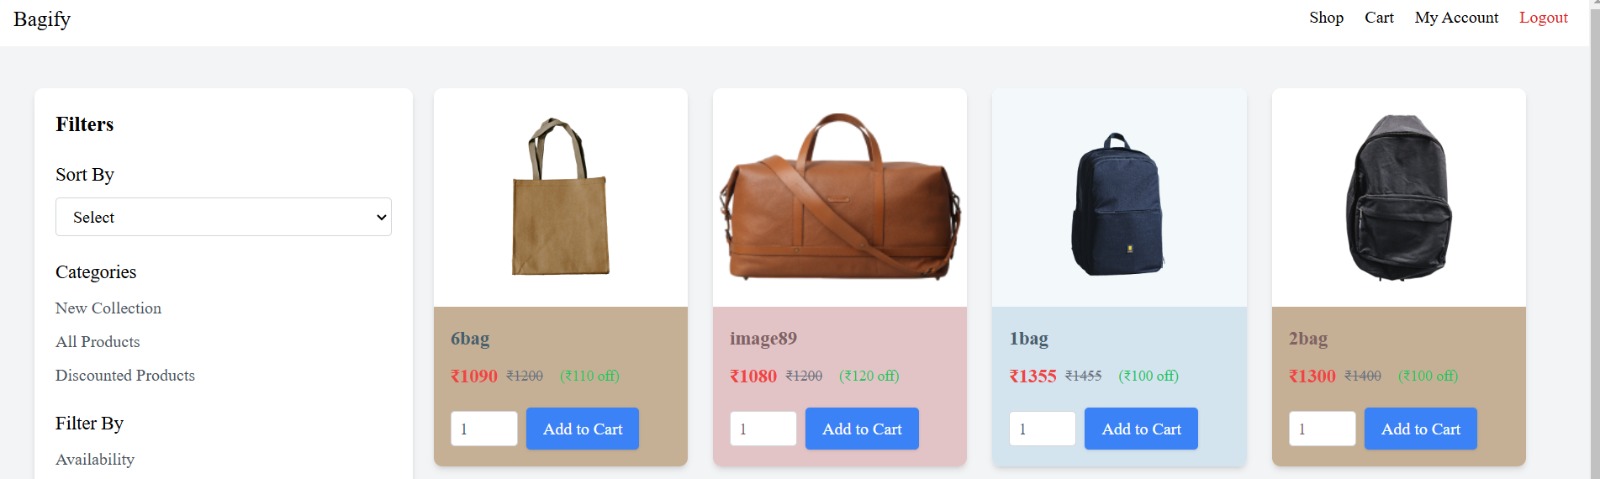 Bagify
Shop Cart My Account Logout
Filters
Sort By
Select
Categories
New Collection
All Products
Discounted Products
Filter By
Availability
6bag
₹1090 ₹1200 (₹110 off)
1 Add to Cart
image89
₹1080 ₹1200 (₹120 off)
1 Add to Cart
1bag
₹1355 ₹1455 (₹100 off)
1 Add to Cart
2bag
₹1300 ₹1400 (₹100 off)
1 Add to Cart